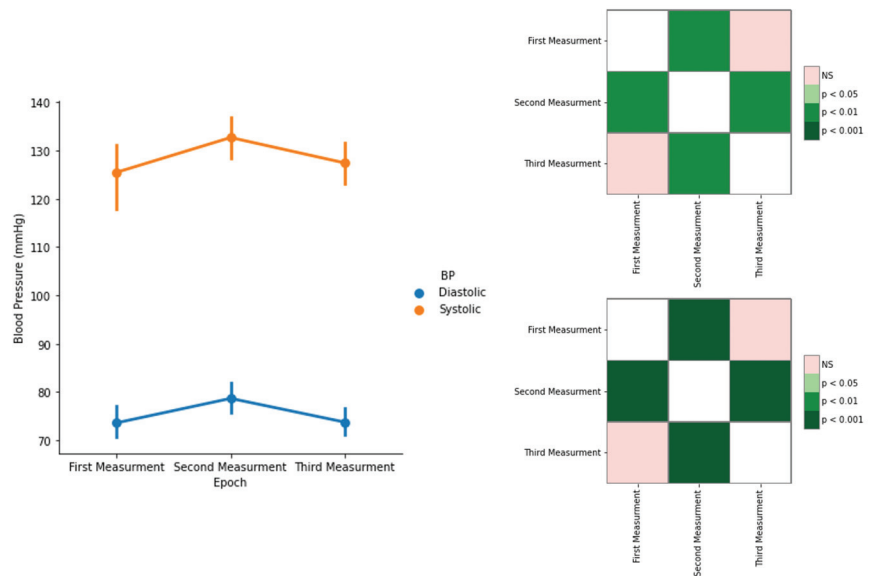 140
130
120
110
100
90
80
70
Blood Pressure (mmHg)
First Measurment
Second Measurment
Third Measurment
Epoch
BP
Diastolic
Systolic
First Measurment
Second Measurment
Third Measurment
First Measurment
Second Measurment
Third Measurment
NS
p < 0.05
p < 0.01
p < 0.001
First Measurment
Second Measurment
Third Measurment
First Measurment
Second Measurment
Third Measurment
NS
p < 0.05
p < 0.01
p < 0.001